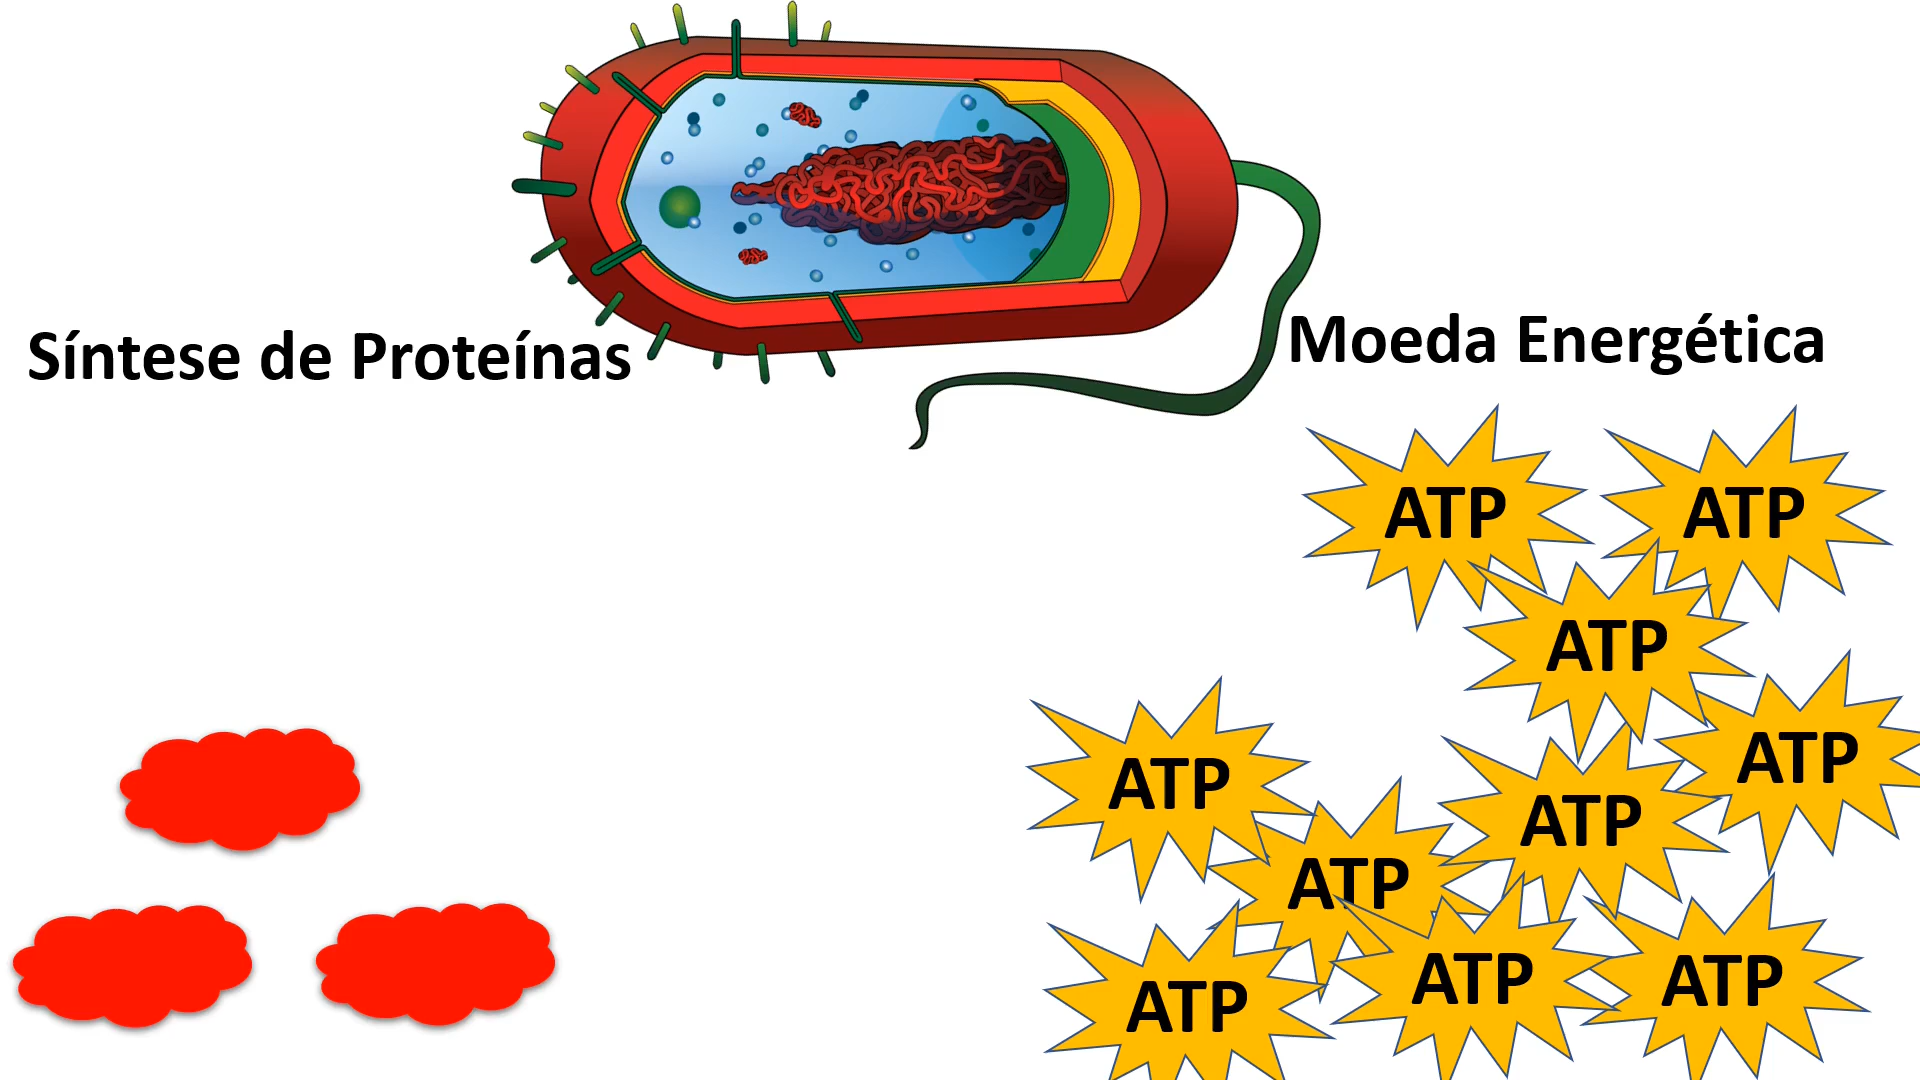 Síntese de Proteínas
Moeda Energética
ATP
ATP
ATP
ATP
ATP
ATP
ATP
ATP
ATP
ATP